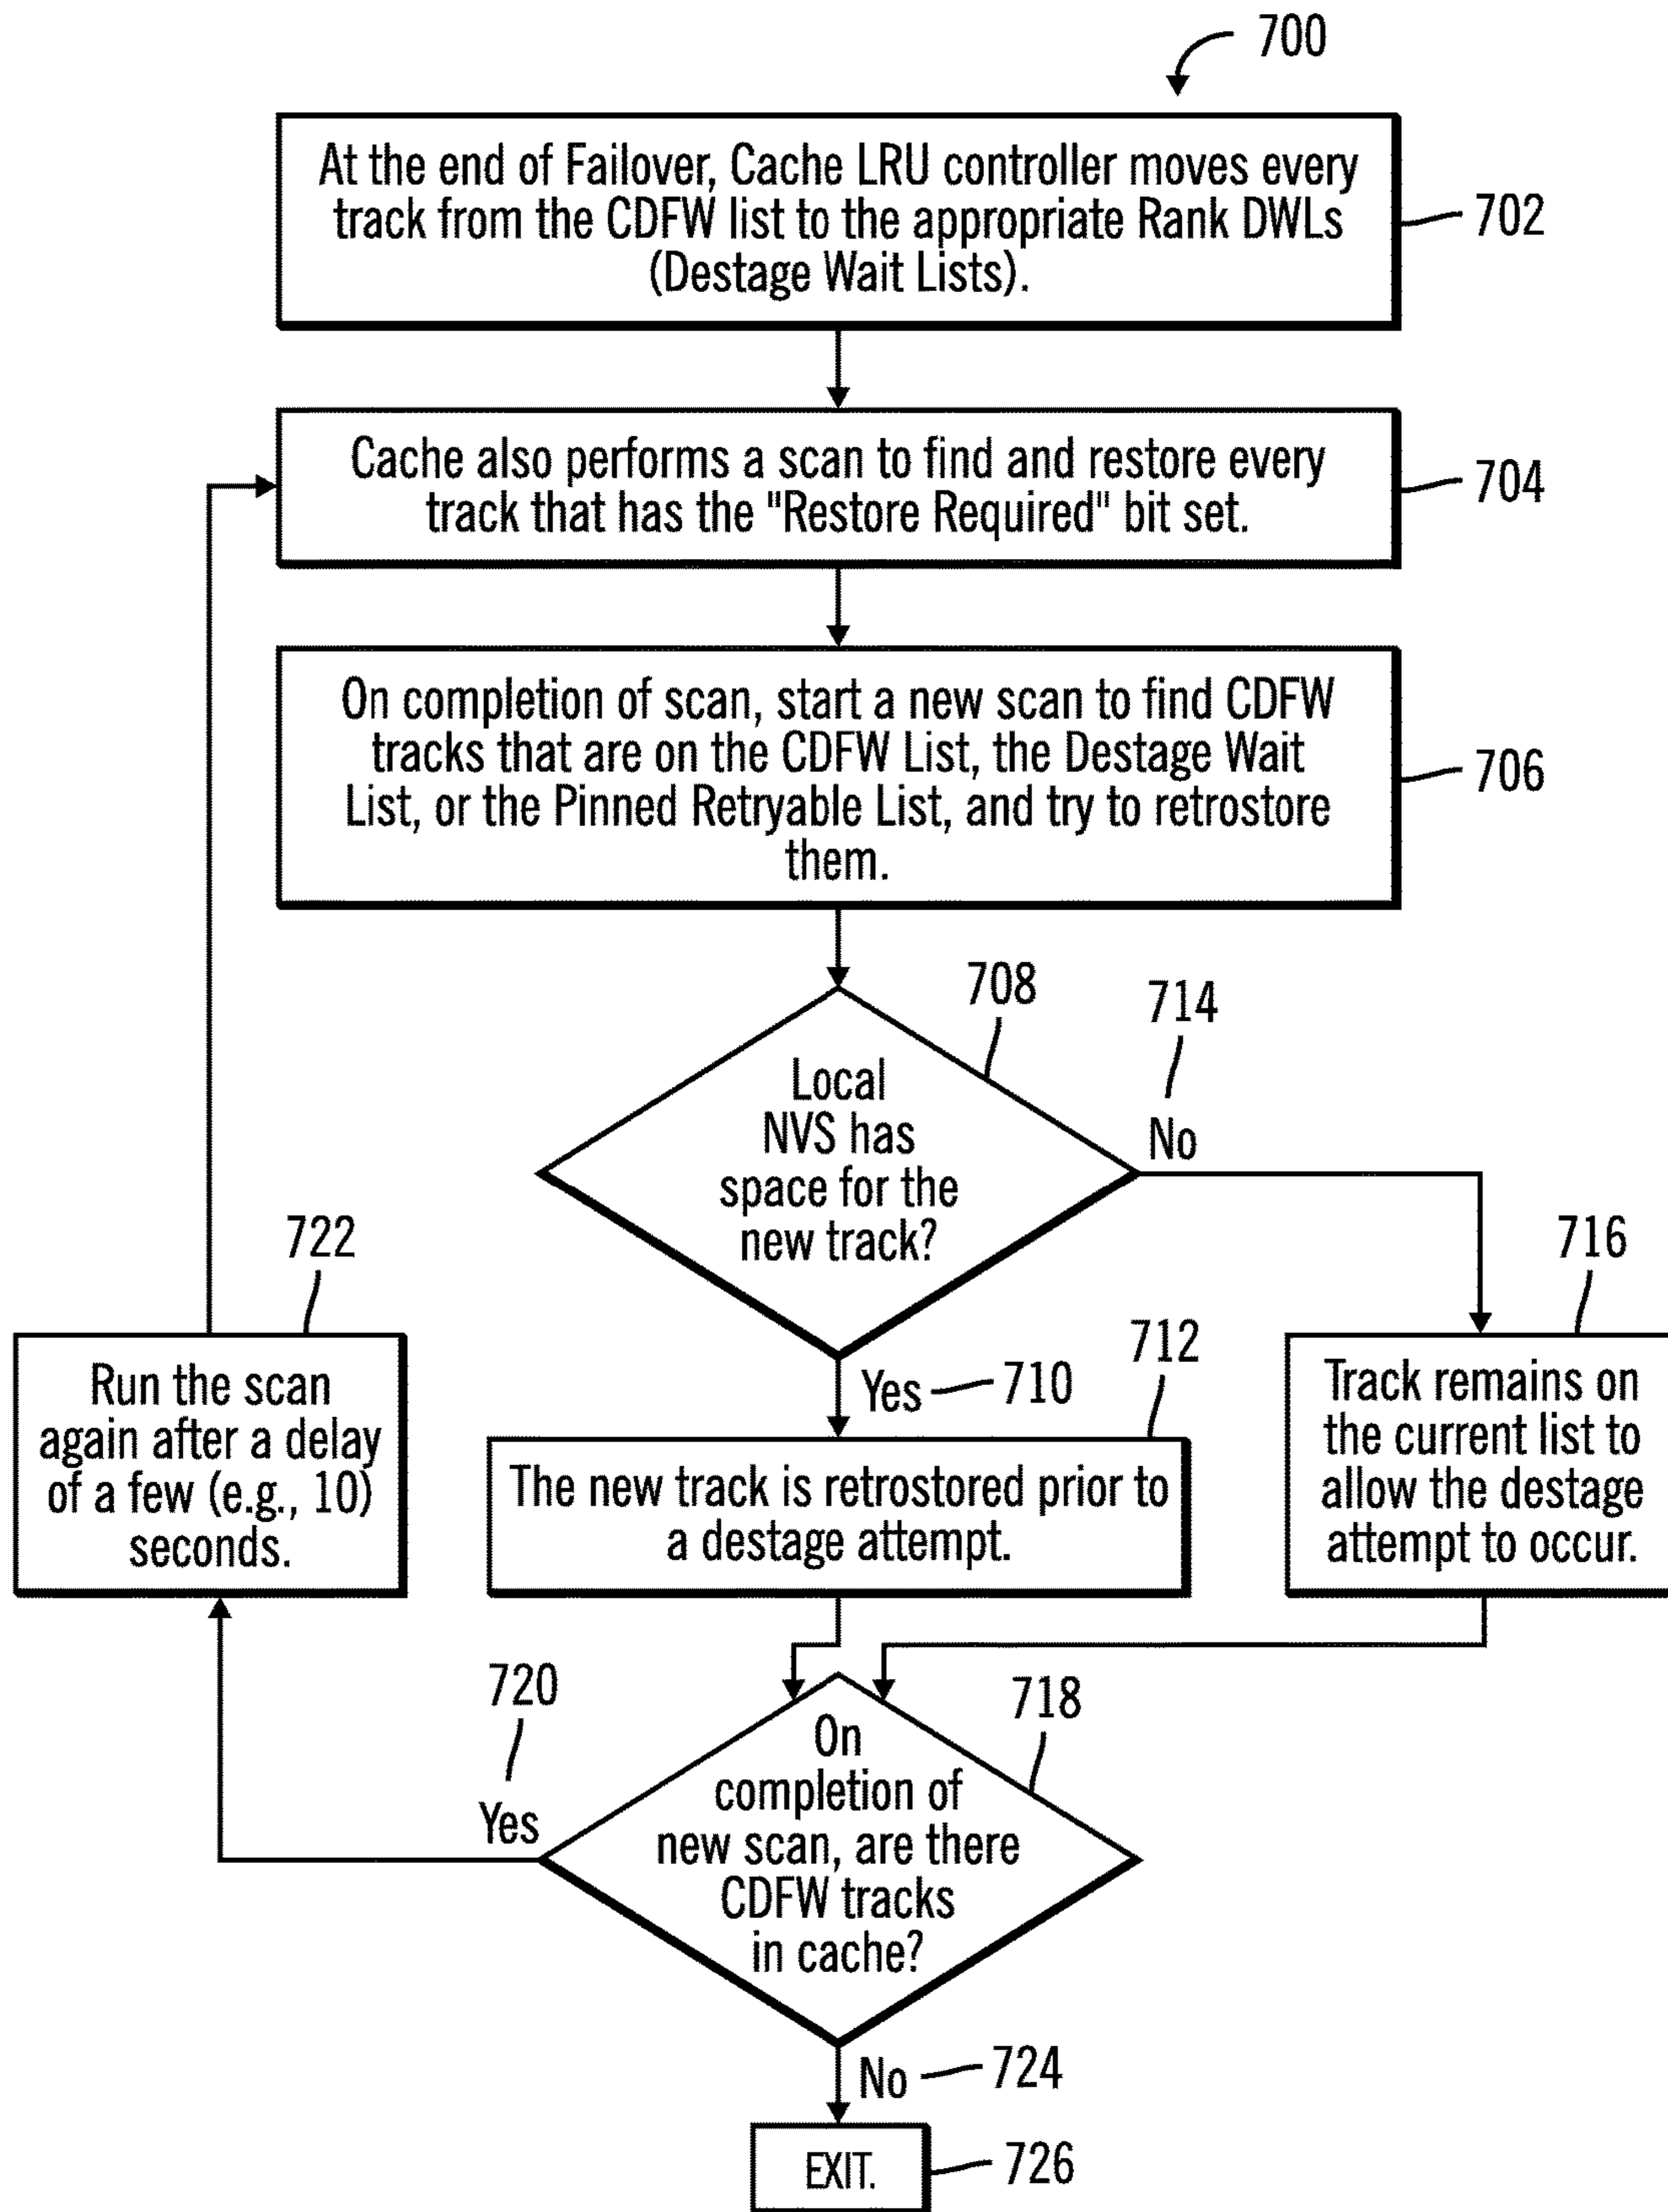 700
At the end of Failover, Cache LRU controller moves every
track from the CDFW list to the appropriate Rank DWLs
(Destage Wait Lists).
702
Cache also performs a scan to find and restore every
track that has the "Restore Required" bit set.
704
On completion of scan, start a new scan to find CDFW
tracks that are on the CDFW List, the Destage Wait
List, or the Pinned Retryable List, and try to retrostore
them.
706
708
Local
NVS has
space for the
new track?
714
No
Yes
710
712
The new track is retrostored prior to
a destage attempt.
716
Track remains on
the current list to
allow the destage
attempt to occur.
722
Run the scan
again after a delay
of a few (e.g., 10)
seconds.
718
On
completion of
new scan, are there
CDFW tracks
in cache?
720
Yes
No
724
EXIT.
726